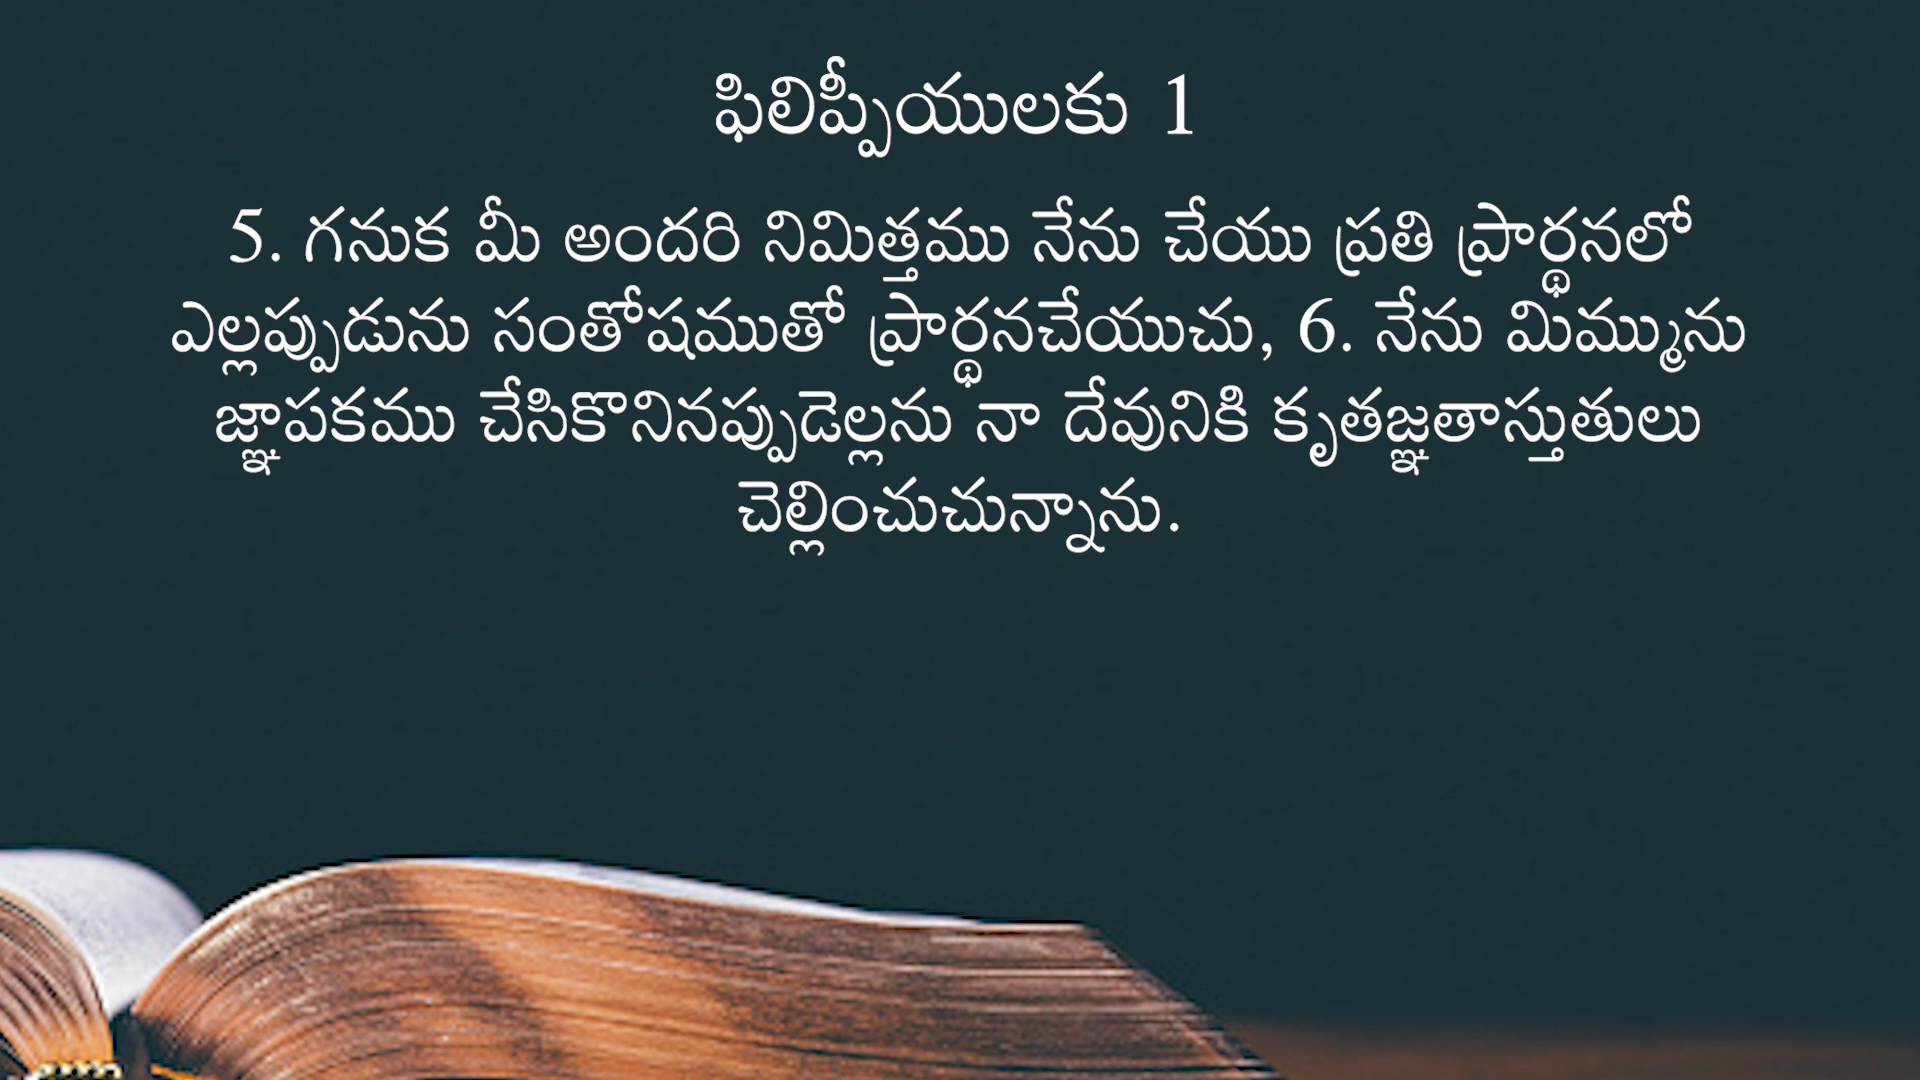 ఫిలిప్పీయులకు 1
5. గనుక మీ అందరి నిమిత్తము నేను చేయు ప్రతి ప్రార్థనలో
ఎల్లప్పుడును సంతోషముతో ప్రార్థనచేయుచు, 6. నేను మిమ్మును
జ్ఞాపకము చేసికొనినప్పుడెల్లను నా దేవునికి కృతజ్ఞతాస్తుతులు
చెల్లించుచున్నాను.